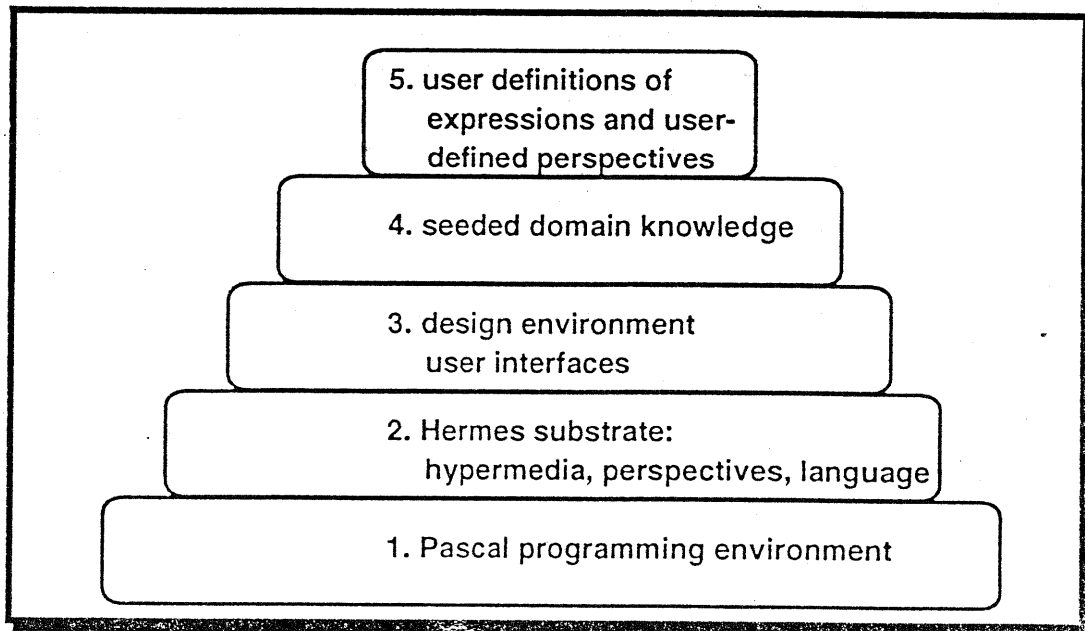 5. user definitions of
expressions and user-
defined perspectives
4. seeded domain knowledge
3. design environment
user interfaces
2. Hermes substrate:
hypermedia, perspectives, language
1. Pascal programming environment